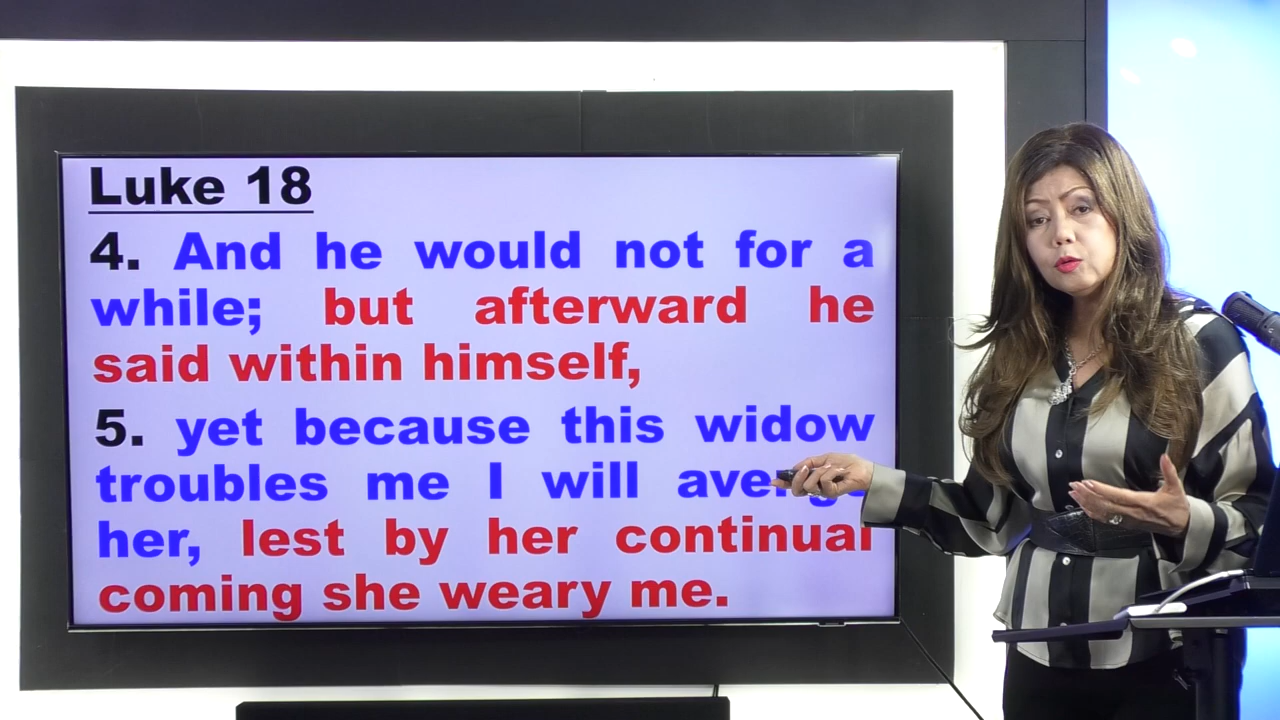 Luke 18
4. And he would not for a
while; but afterward he
said within himself,
5. yet because this widow
troubles me I will
her, lest by her continual
coming she weary me.